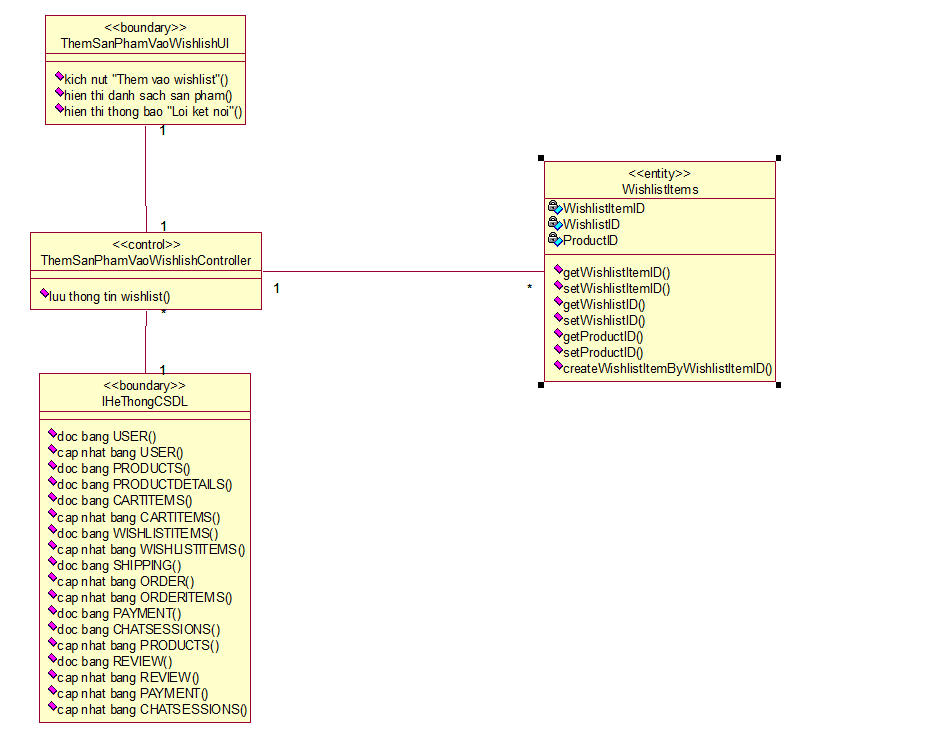 <<boundary>>
ThemSanPhamVaoWishlishUI
kich nut "Them vao wishlist"()
hien thi danh sach san pham()
hien thi thong bao "Loi ket noi"()
1
1
<<control>>
ThemSanPhamVaoWishlishController
luu thong tin wishlist()
1
*
*
1
<<entity>>
WishlistItems
WishlistItemID
WishlistID
ProductID
getWishlistItemID()
setWishlistItemID()
getWishlistID()
setWishlistID()
getProductID()
setProductID()
createWishlistItemByWishlistItemID()
<<boundary>>
IHeThongCSDL
doc bang USER()
cap nhat bang USER()
doc bang PRODUCTS()
doc bang PRODUCTDETAILS()
doc bang CARTITEMS()
cap nhat bang CARTITEMS()
doc bang WISHLISTITEMS()
cap nhat bang WISHLISTITEMS()
doc bang SHIPPING()
cap nhat bang ORDER()
cap nhat bang ORDERITEMS()
doc bang PAYMENT()
doc bang CHATSESSIONS()
cap nhat bang PRODUCTS()
doc bang REVIEW()
cap nhat bang REVIEW()
cap nhat bang PAYMENT()
cap nhat bang CHATSESSIONS()